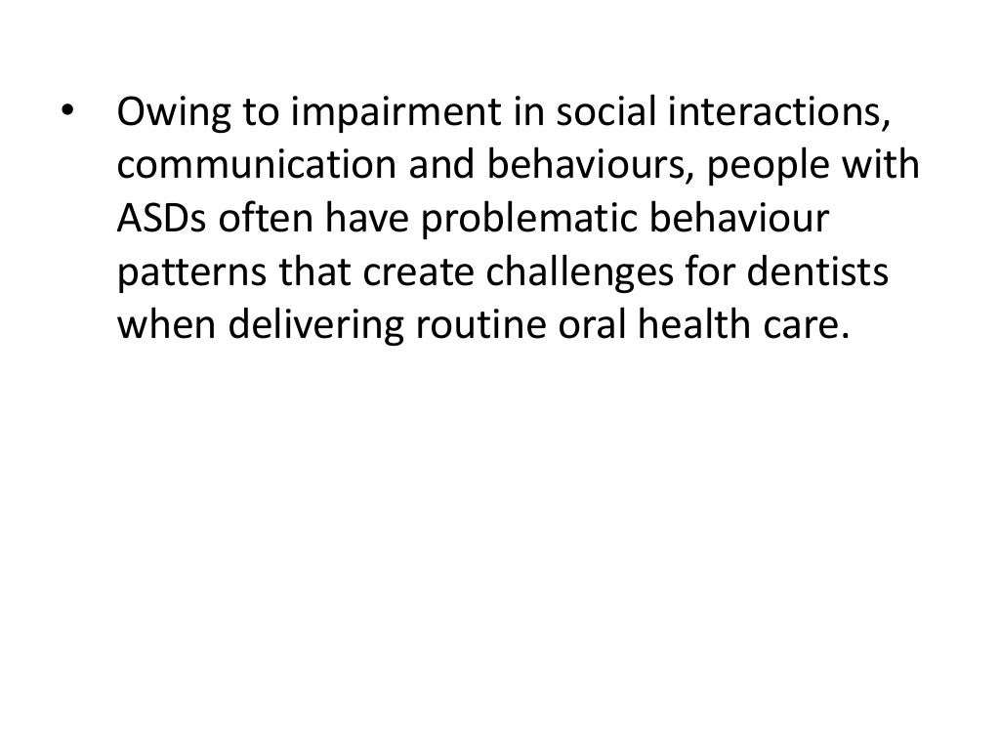 • Owing to impairment in social interactions,
communication and behaviours, people with
ASDs often have problematic behaviour
patterns that create challenges for dentists
when delivering routine oral health care.